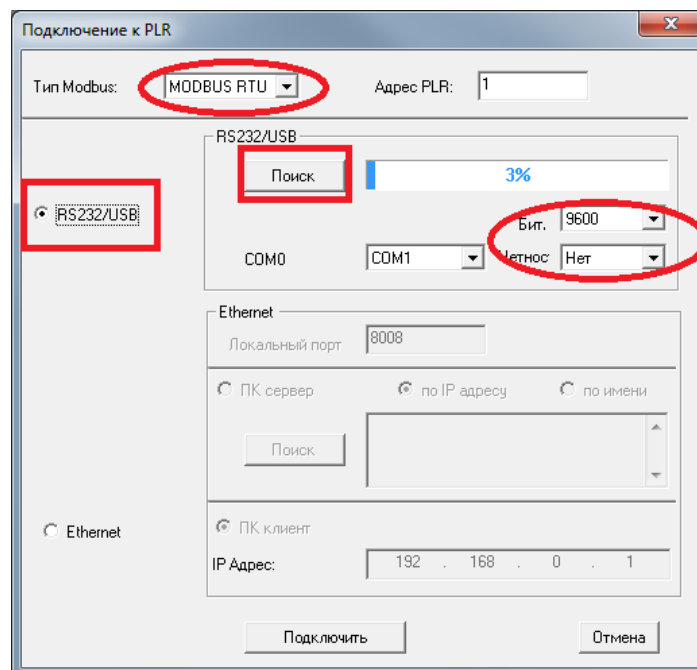 Подключение к PLR
Тип Modbus: MODBUS RTU Адрес PLR: 1
RS232/USB
Поиск 3%
RS232/USB
Бит. 9600
COM0 COM1 Четнос Нет
Ethernet
Локальный порт 8008
ПК сервер по IP адресу по имени
Поиск
Ethernet
ПК клиент
IP Адрес: 192 . 168 . 0 . 1
Подключить Отмена